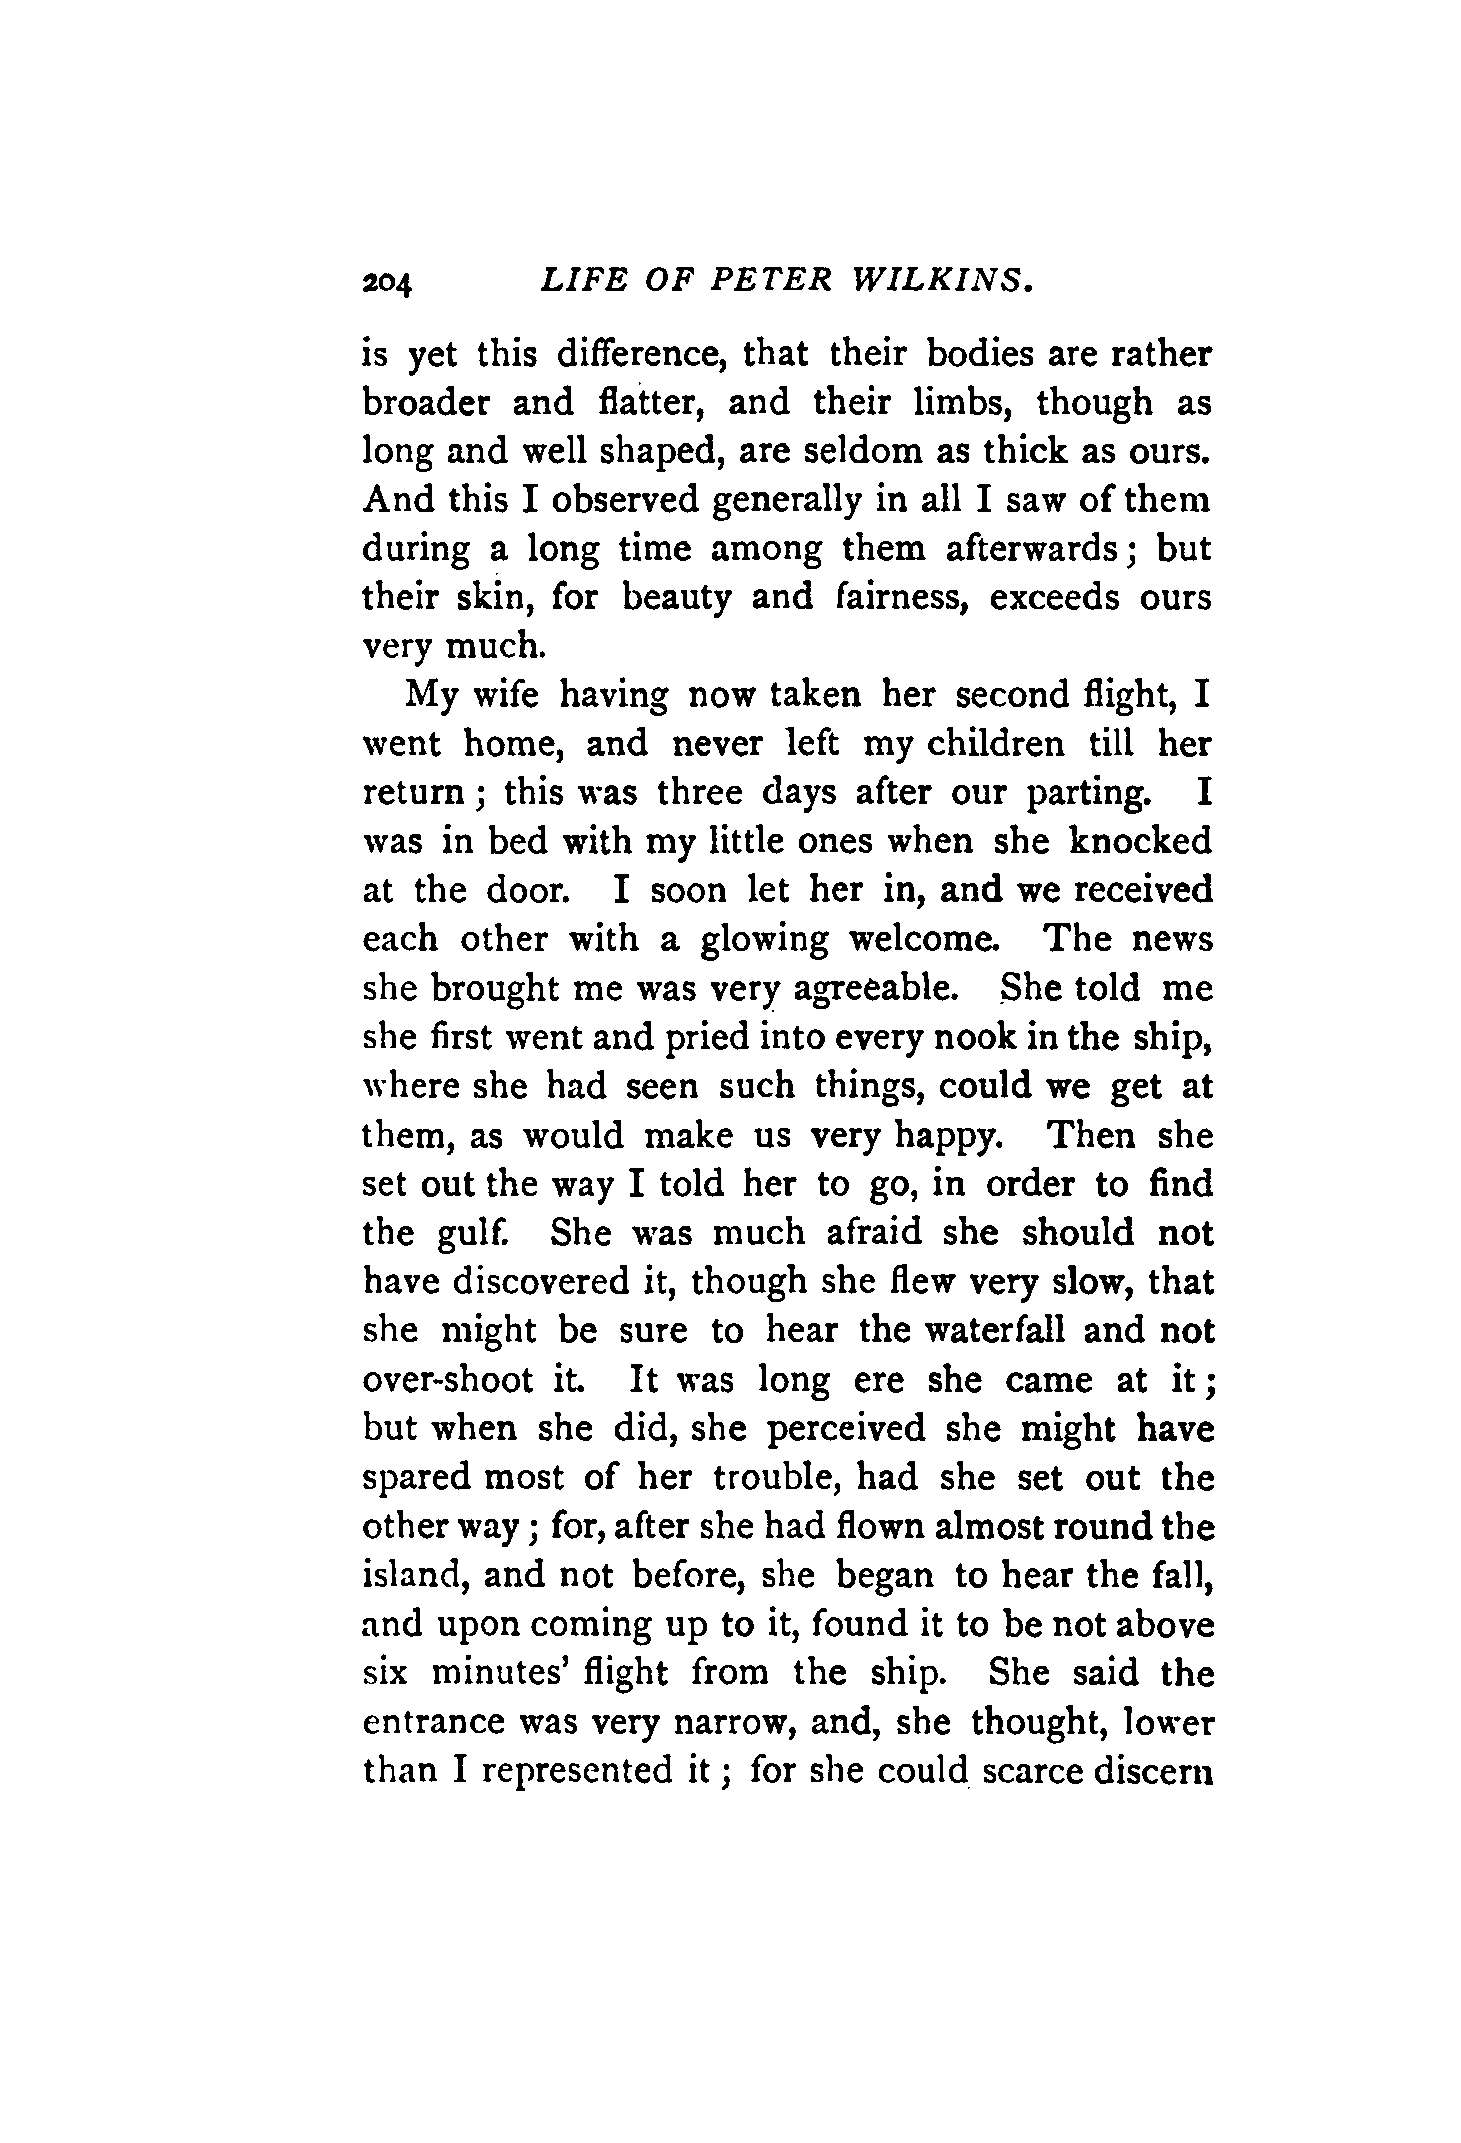 204 LIFE OF PETER WILKINS.
is yet this difference, that their bodies are rather
broader and flatter, and their limbs, though as
long and well shaped, are seldom as thick as ours.
And this I observed generally in all I saw of them
during a long time among them afterwards; but
their skin, for beauty and fairness, exceeds ours
very much.
My wife having now taken her second flight, I
went home, and never left my children till her
return; this was three days after our parting. I
was in bed with my little ones when she knocked
at the door. I soon let her in, and we received
each other with a glowing welcome. The news
she brought me was very agreeable. She told me
she first went and pried into every nook in the ship,
where she had seen such things, could we get at
them, as would make us very happy. Then she
set out the way I told her to go, in order to find
the gulf. She was much afraid she should not
have discovered it, though she flew very slow, that
she might be sure to hear the waterfall and not
over-shoot it. It was long ere she came at it;
but when she did, she perceived she might have
spared most of her trouble, had she set out the
other way; for, after she had flown almost round the
island, and not before, she began to hear the fall,
and upon coming up to it, found it to be not above
six minutes' flight from the ship. She said the
entrance was very narrow, and, she thought, lower
than I represented it; for she could scarce discern